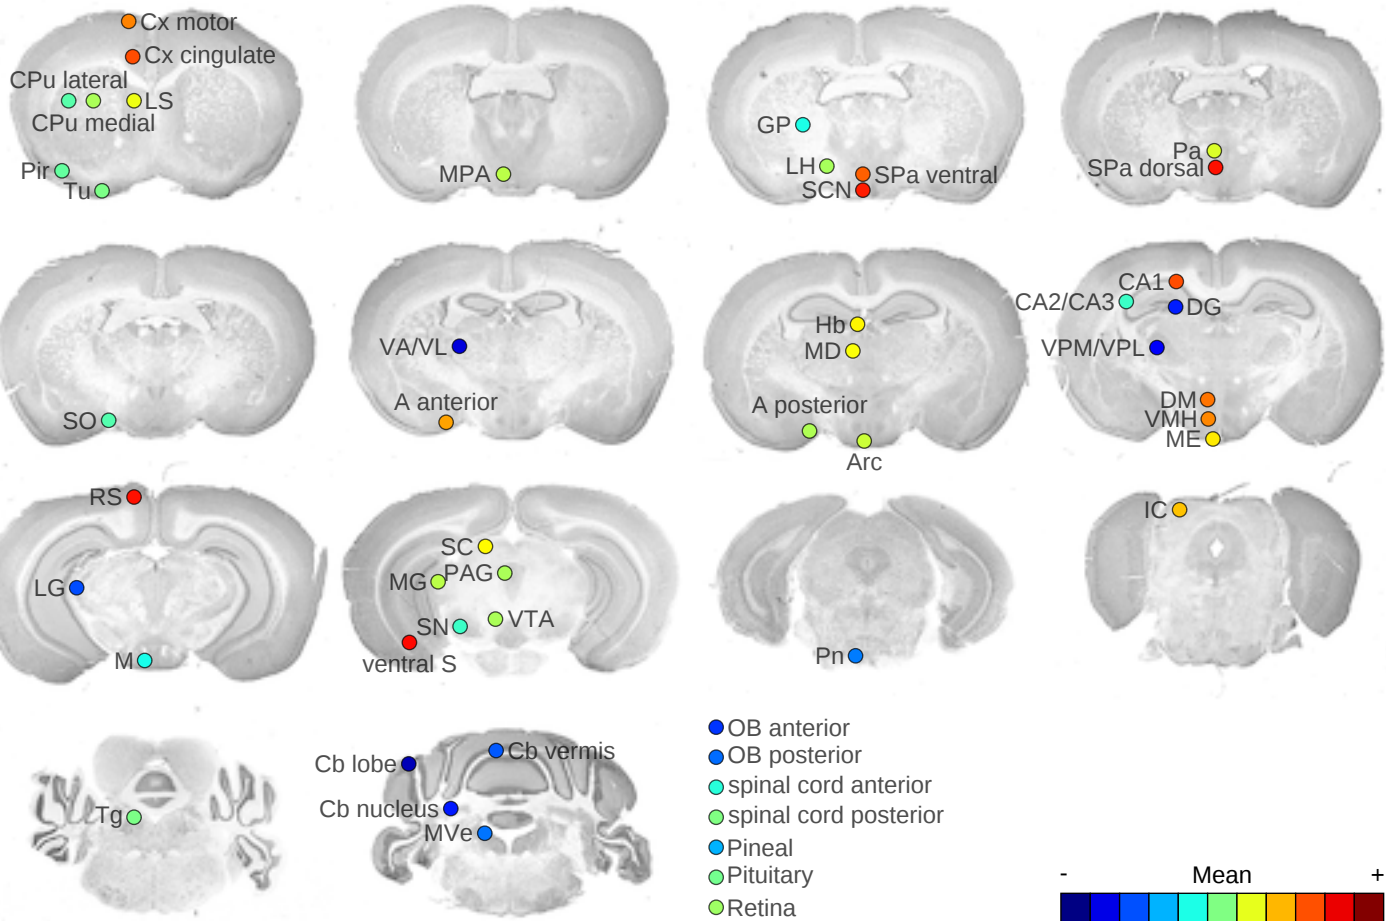 Cx motor
Cx cingulate
CPu lateral
LS
CPu medial
Pir
Tu
MPA
GP
LH
SPa ventral
SCN
Pa
SPa dorsal
SO
VA/VL
A anterior
Hb
MD
A posterior
Arc
CA1
CA2/CA3
DG
VPM/VPL
DM
VMH
ME
RS
LG
M
SC
MG
PAG
SN
VTA
ventral S
Pn
IC
Tg
Cb lobe
Cb vermis
Cb nucleus
MVe
OB anterior
OB posterior
spinal cord anterior
spinal cord posterior
Pineal
Pituitary
Retina
- Mean +